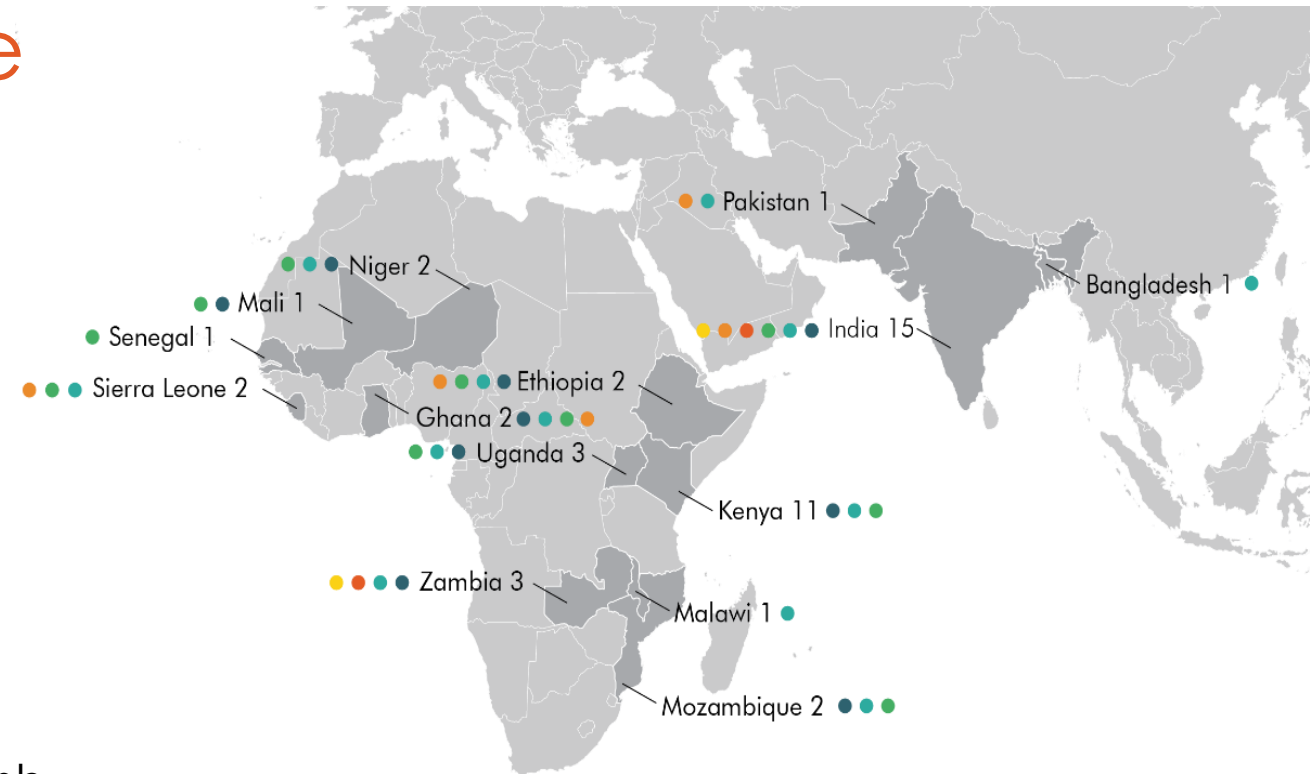 e
Pakistan 1
Niger 2
Bangladesh 1
Mali 1
India 15
Senegal 1
Ethiopia 2
Sierra Leone 2
Ghana 2
Uganda 3
Kenya 11
Zambia 3
Malawi 1
Mozambique 2